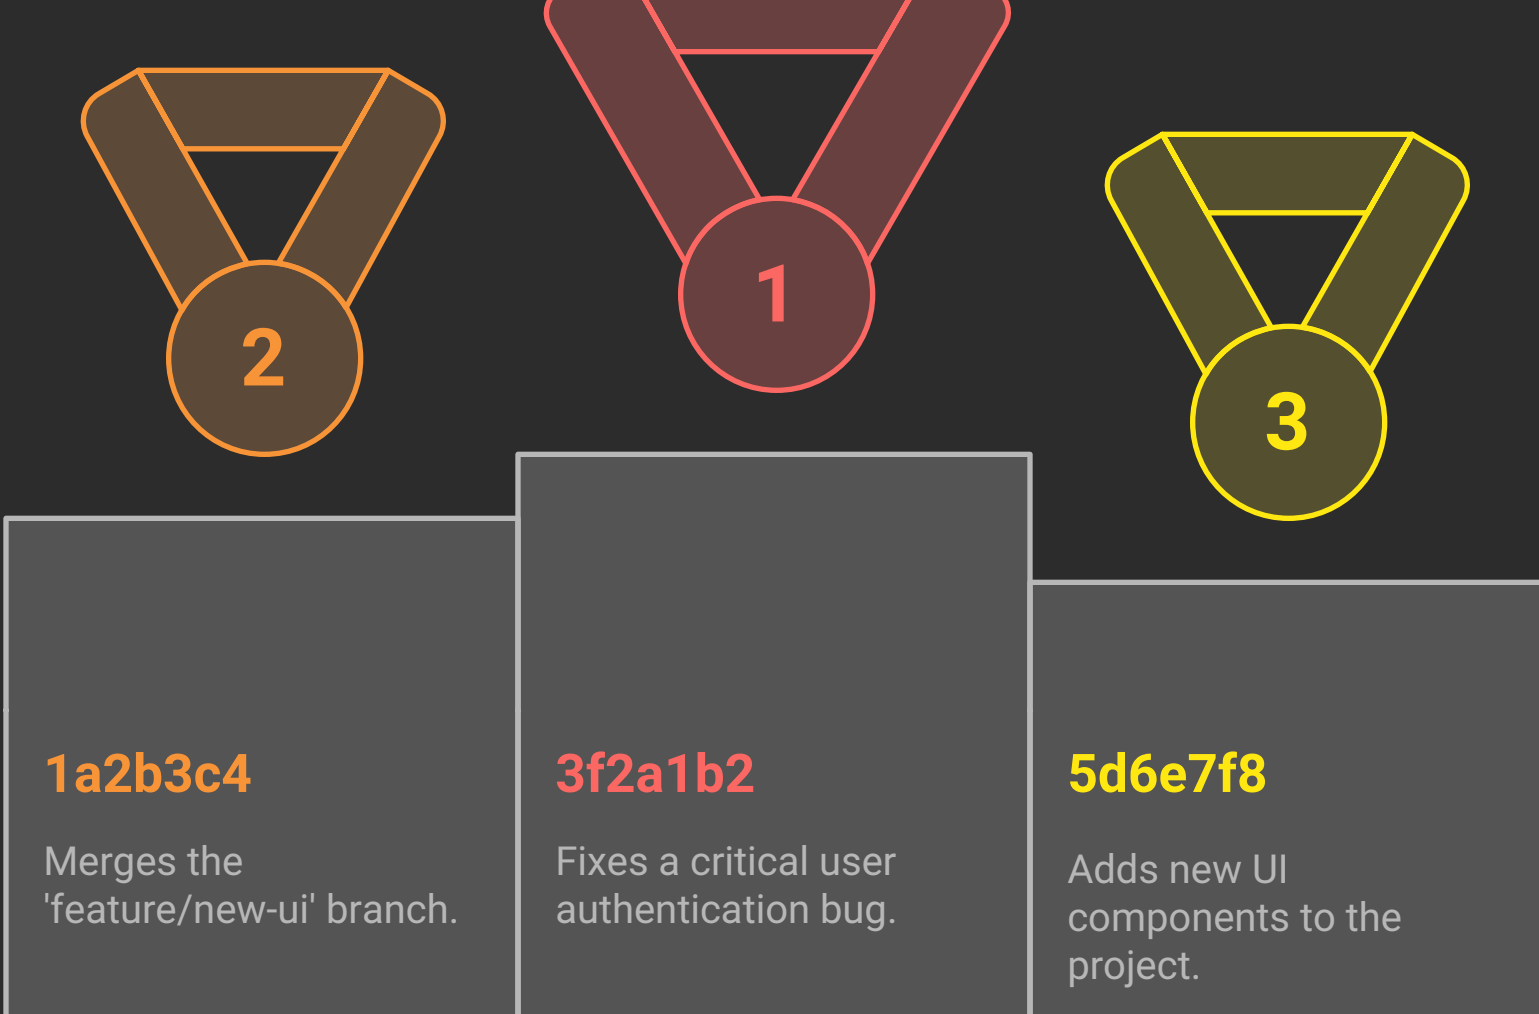 2
1
3
1a2b3c4
Merges the
'feature/new-ui' branch.
3f2a1b2
Fixes a critical user
authentication bug.
5d6e7f8
Adds new UI
components to the
project.